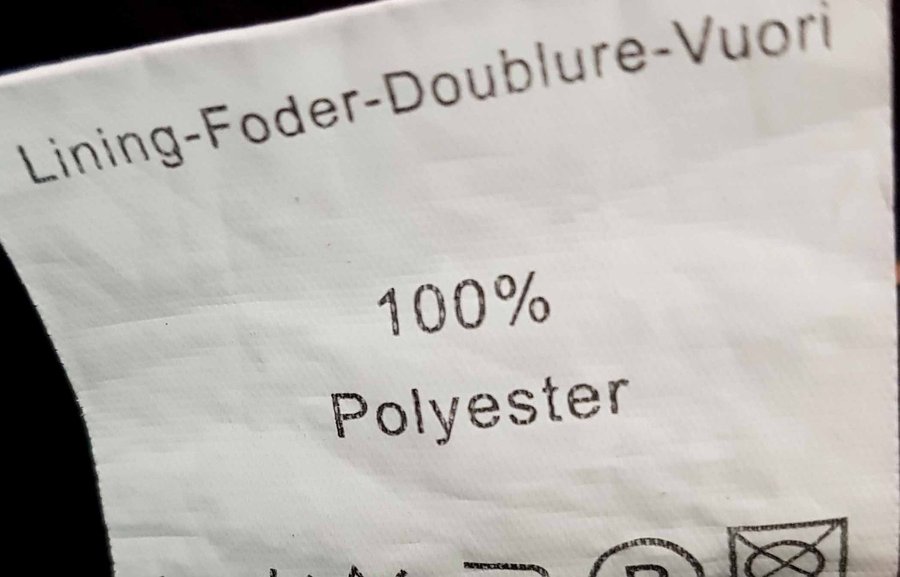 Lining-Foder-Doublure-Vuori
100%
Polyester
P